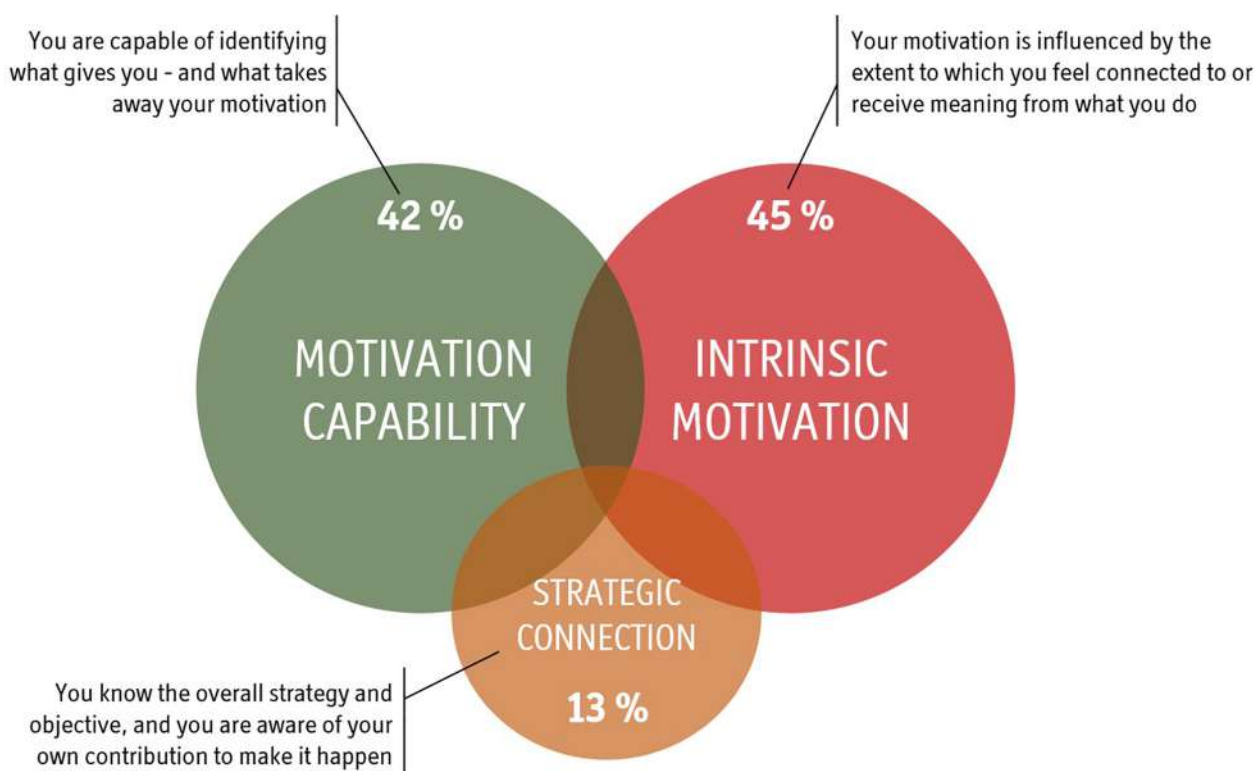 You are capable of identifying
what gives you - and what takes
away your motivation
Your motivation is influenced by the
extent to which you feel connected to or
receive meaning from what you do
42 %
45 %
MOTIVATION
CAPABILITY
INTRINSIC
MOTIVATION
STRATEGIC
CONNECTION
13 %
You know the overall strategy and
objective, and you are aware of your
own contribution to make it happen